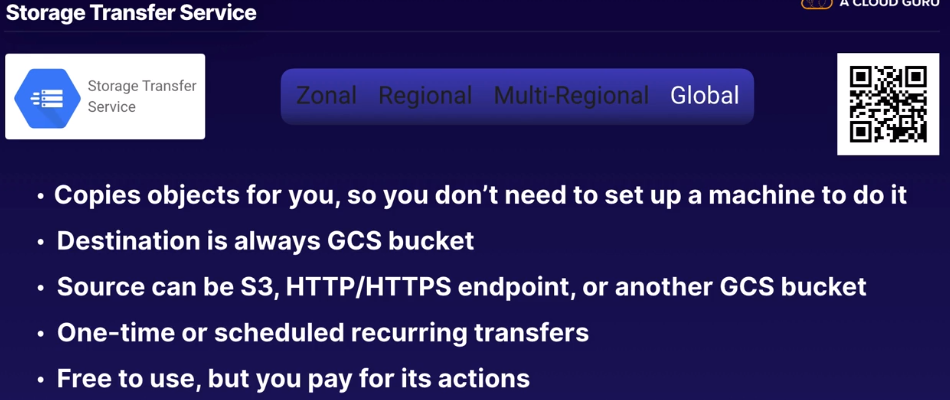 Storage Transfer Service
A CLOUD GURU
Storage Transfer
Service
Zonal Regional Multi-Regional Global
• Copies objects for you, so you don't need to set up a machine to do it
• Destination is always GCS bucket
• Source can be S3, HTTP/HTTPS endpoint, or another GCS bucket
• One-time or scheduled recurring transfers
• Free to use, but you pay for its actions